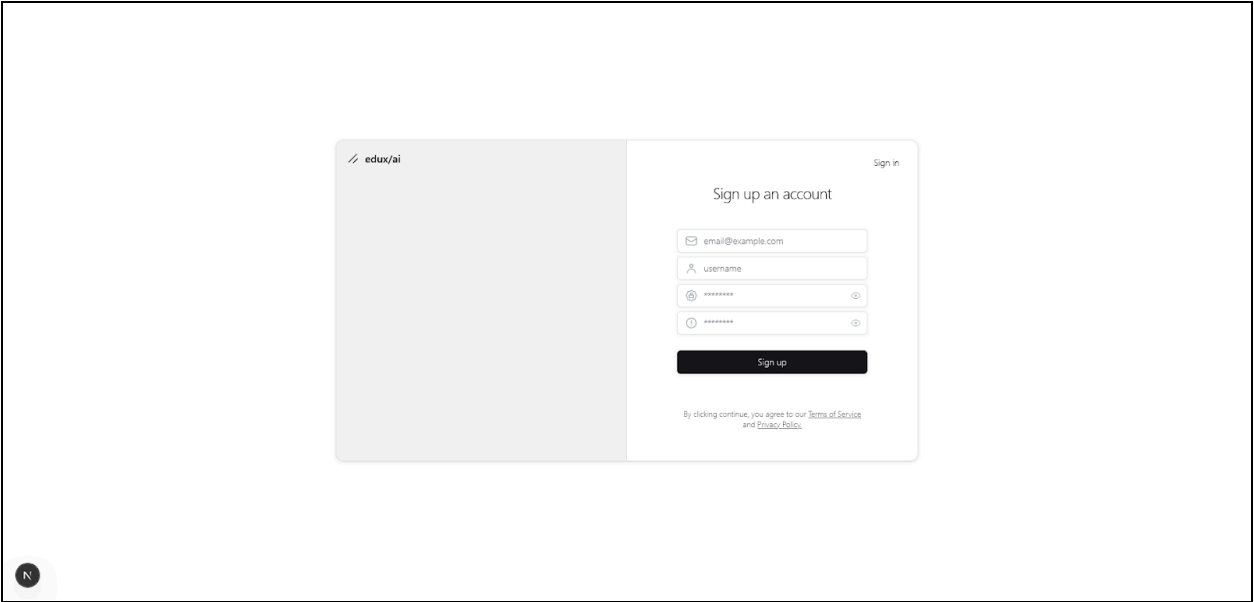 edux/ai
Sign in
Sign up an account
email@example.com
username
********
********
Sign up
By clicking continue, you agree to our Terms of Service
and Privacy Policy.
N